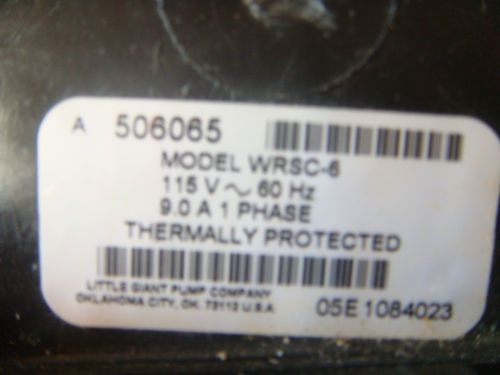 A 506065
MODEL WRSC-6
115 V ~ 60 Hz
9.0 A 1 PHASE
THERMALLY PROTECTED
LITTLE GIANT PUMP COMPANY
OKLAHOMA CITY, OK. 73112 U.S.A
05E 1084023